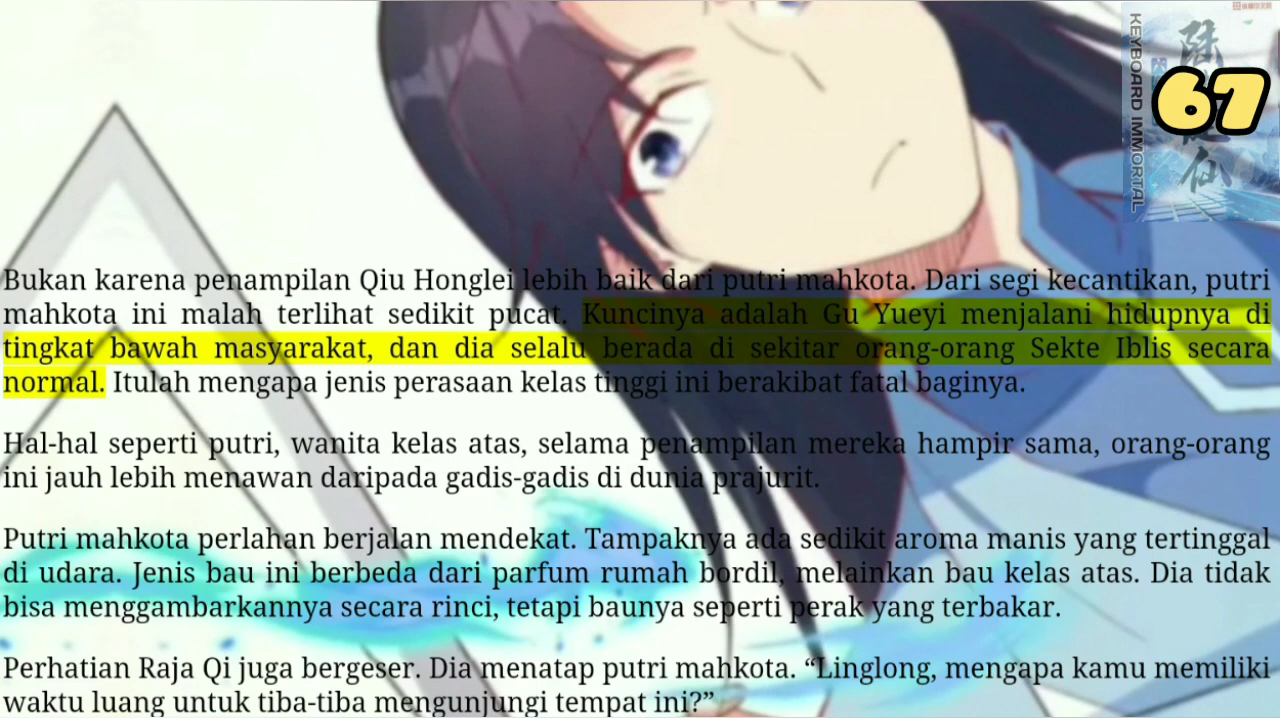 KEYBOARD IMMORTAL
67
Bukan karena penampilan Qiu Honglei lebih baik dari putri mahkota. Dari segi kecantikan, putri
mahkota ini malah terlihat sedikit pucat. Kuncinya adalah Gu Yueyi menjalani hidupnya di
tingkat bawah masyarakat, dan dia selalu berada di sekitar orang-orang Sekte Iblis secara
normal. Itulah mengapa jenis perasaan kelas tinggi ini berakibat fatal baginya.
Hal-hal seperti putri, wanita kelas atas, selama penampilan mereka hampir sama, orang-orang
ini jauh lebih menawan daripada gadis-gadis di dunia prajurit.
Putri mahkota perlahan berjalan mendekat. Tampaknya ada sedikit aroma manis yang tertinggal
di udara. Jenis bau ini berbeda dari parfum rumah bordil, melainkan bau kelas atas. Dia tidak
bisa menggambarkannya secara rinci, tetapi baunya seperti perak yang terbakar.
Perhatian Raja Qi juga bergeser. Dia menatap putri mahkota. “Linglong, mengapa kamu memiliki
waktu luang untuk tiba-tiba mengunjungi tempat ini?”